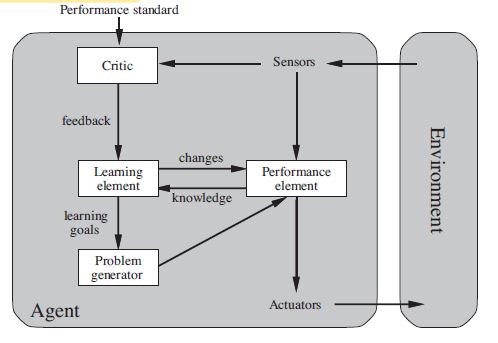 Performance standard
Critic
Sensors
feedback
changes
Learning
element
Performance
element
knowledge
learning
goals
Problem
generator
Agent
Actuators
Environment